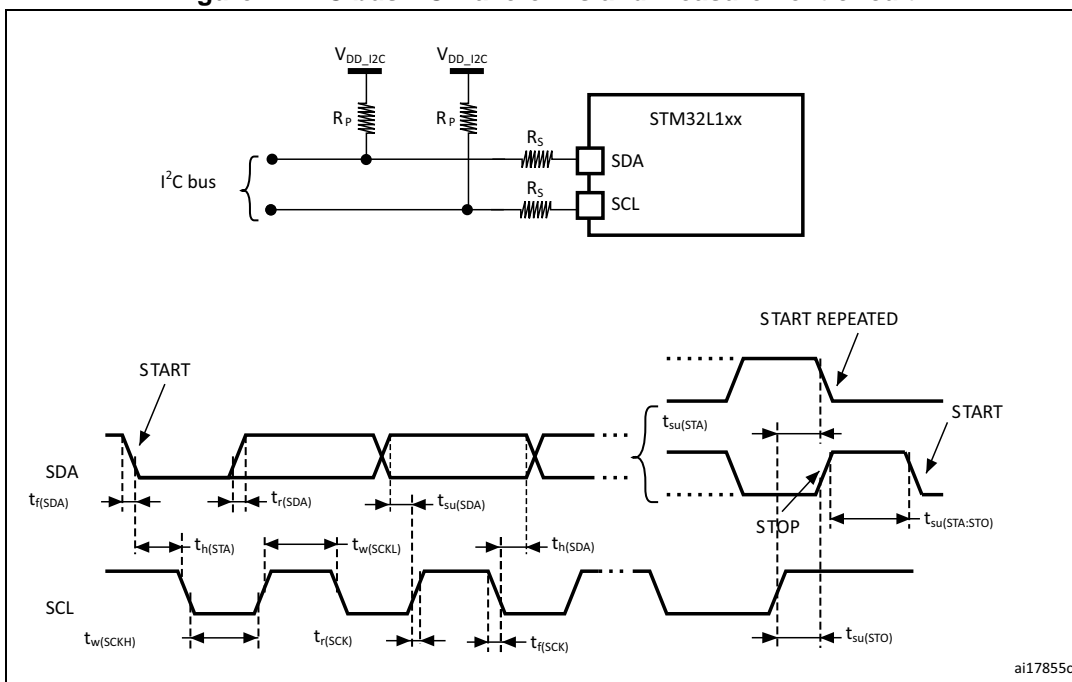 V_DD_I2C V_DD_I2C
R_P R_P
STM32L1xx
R_S
SDA
I²C bus
R_S
SCL
START REPEATED
START
t_su(STA)
START
SDA
t_f(SDA)
t_r(SDA)
t_su(SDA)
STOP
t_su(STA:STO)
t_h(STA)
t_w(SCKL)
t_h(SDA)
SCL
t_w(SCKH)
t_r(SCK)
t_f(SCK)
t_su(STO)